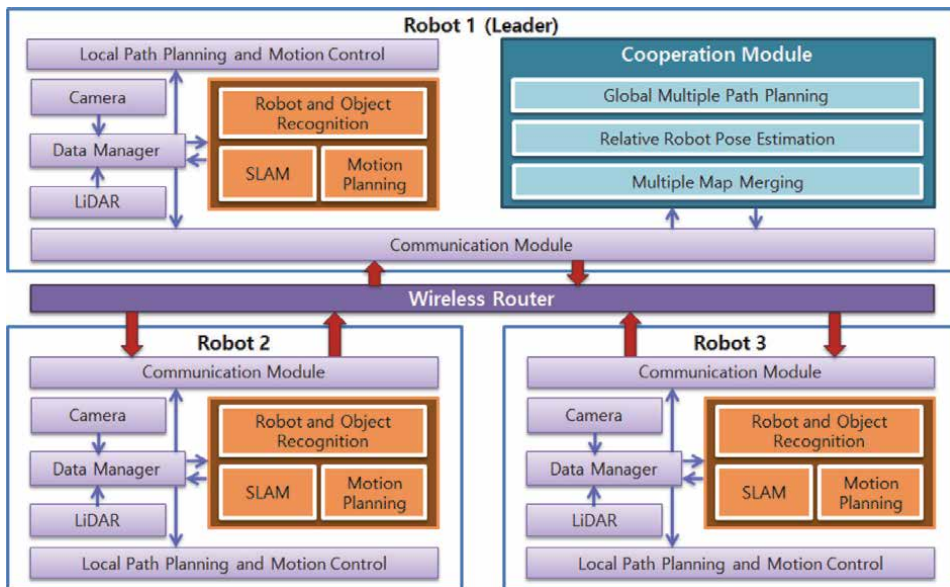 Robot 1 (Leader)
Local Path Planning and Motion Control
Camera
Data Manager
LiDAR
Robot and Object
Recognition
SLAM
Motion
Planning
Cooperation Module
Global Multiple Path Planning
Relative Robot Pose Estimation
Multiple Map Merging
Communication Module
Wireless Router
Robot 2
Communication Module
Camera
Data Manager
LiDAR
Robot and Object
Recognition
SLAM
Motion
Planning
Local Path Planning and Motion Control
Robot 3
Communication Module
Camera
Data Manager
LiDAR
Robot and Object
Recognition
SLAM
Motion
Planning
Local Path Planning and Motion Control